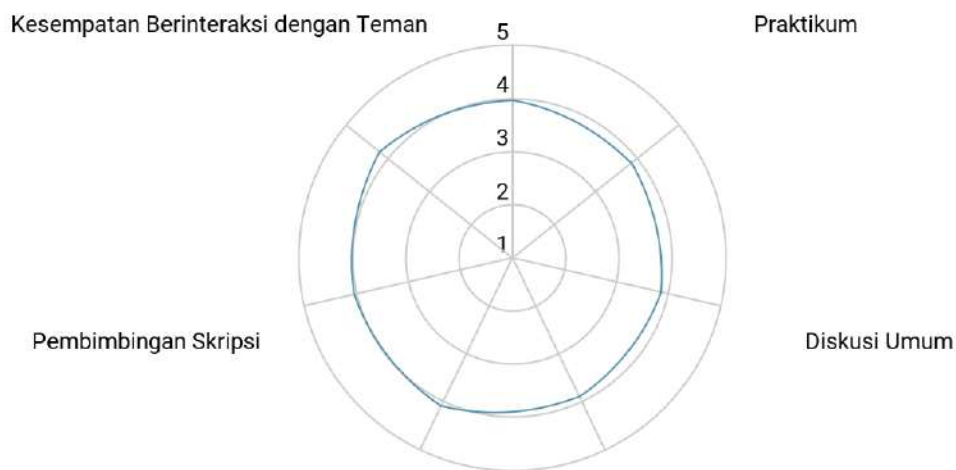 Kesempatan Berinteraksi dengan Teman
5
Praktikum
4
3
2
1
Pembimbingan Skripsi
Diskusi Umum